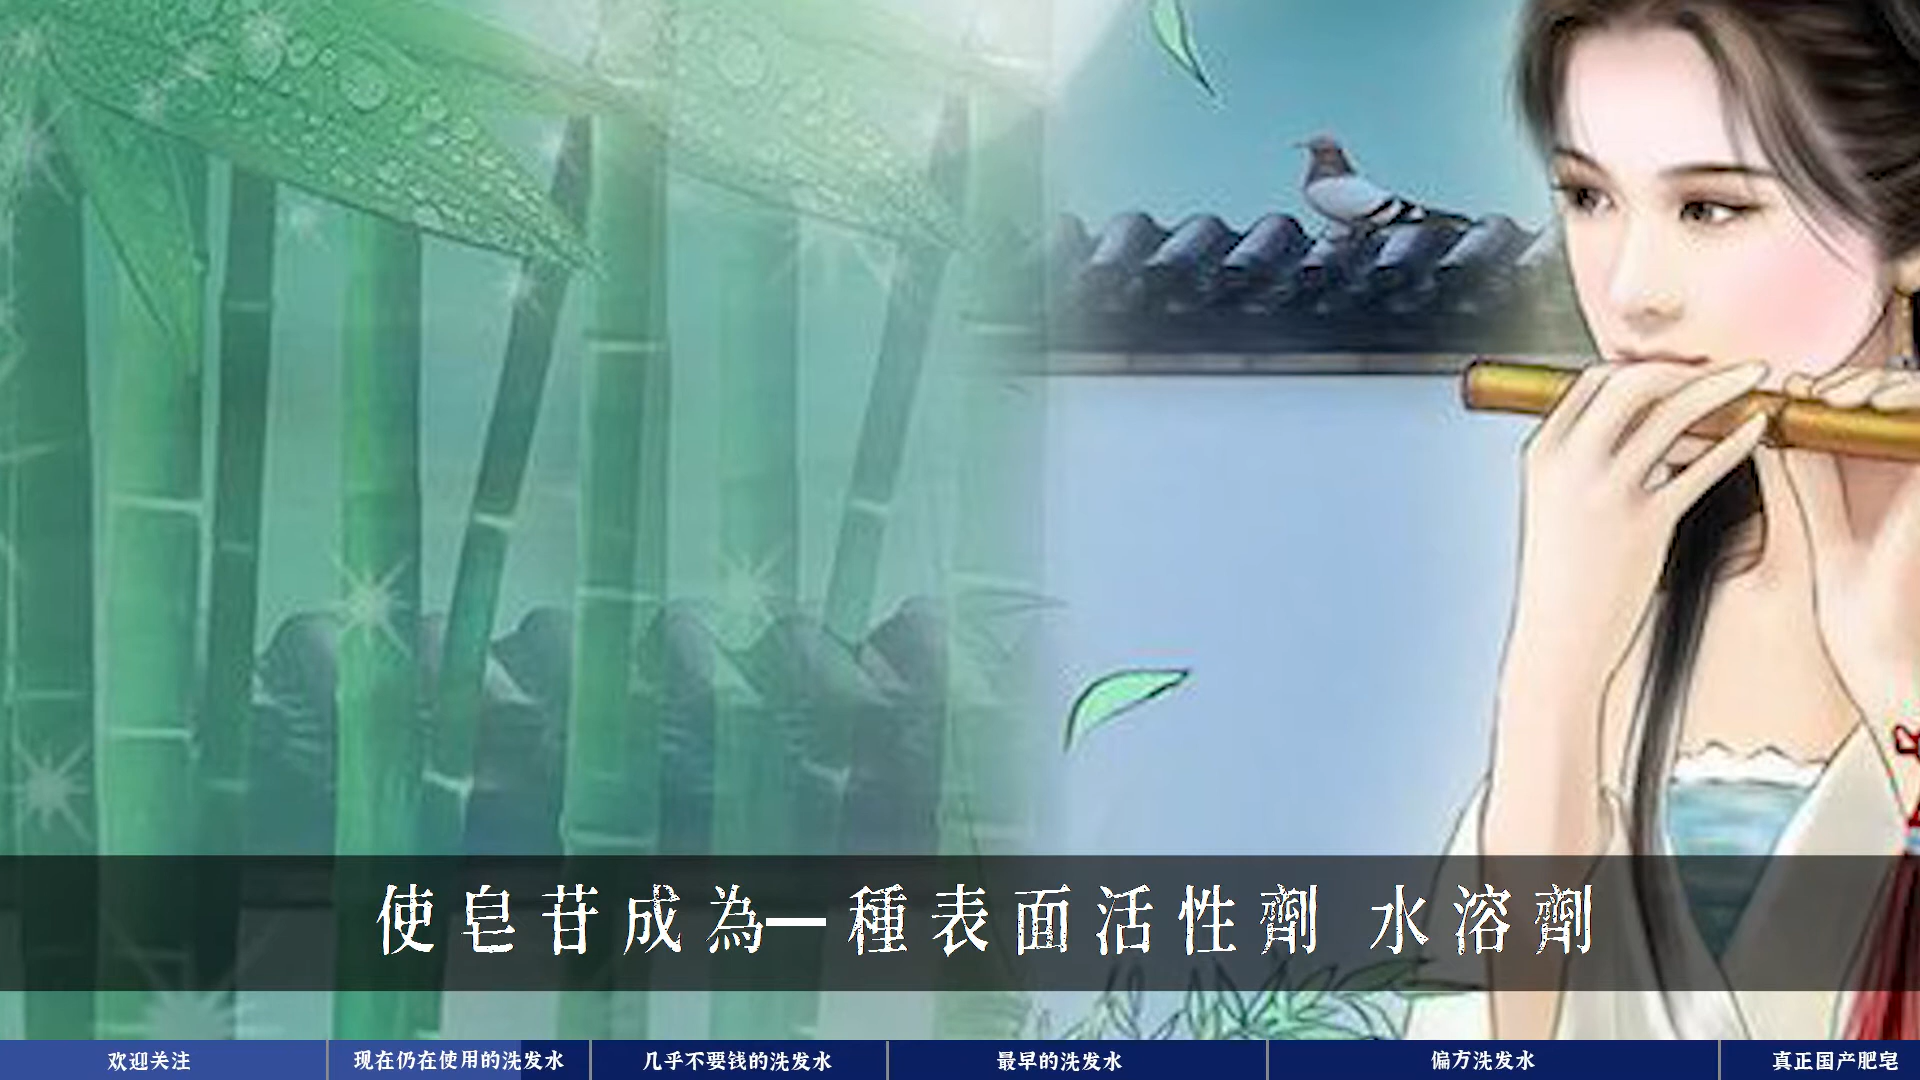 使皂苷成為一種表面活性劑 水溶劑
欢迎关注
现在仍在使用的洗发水
几乎不要钱的洗发水
最早的洗发水
偏方洗发水
真正国产肥皂